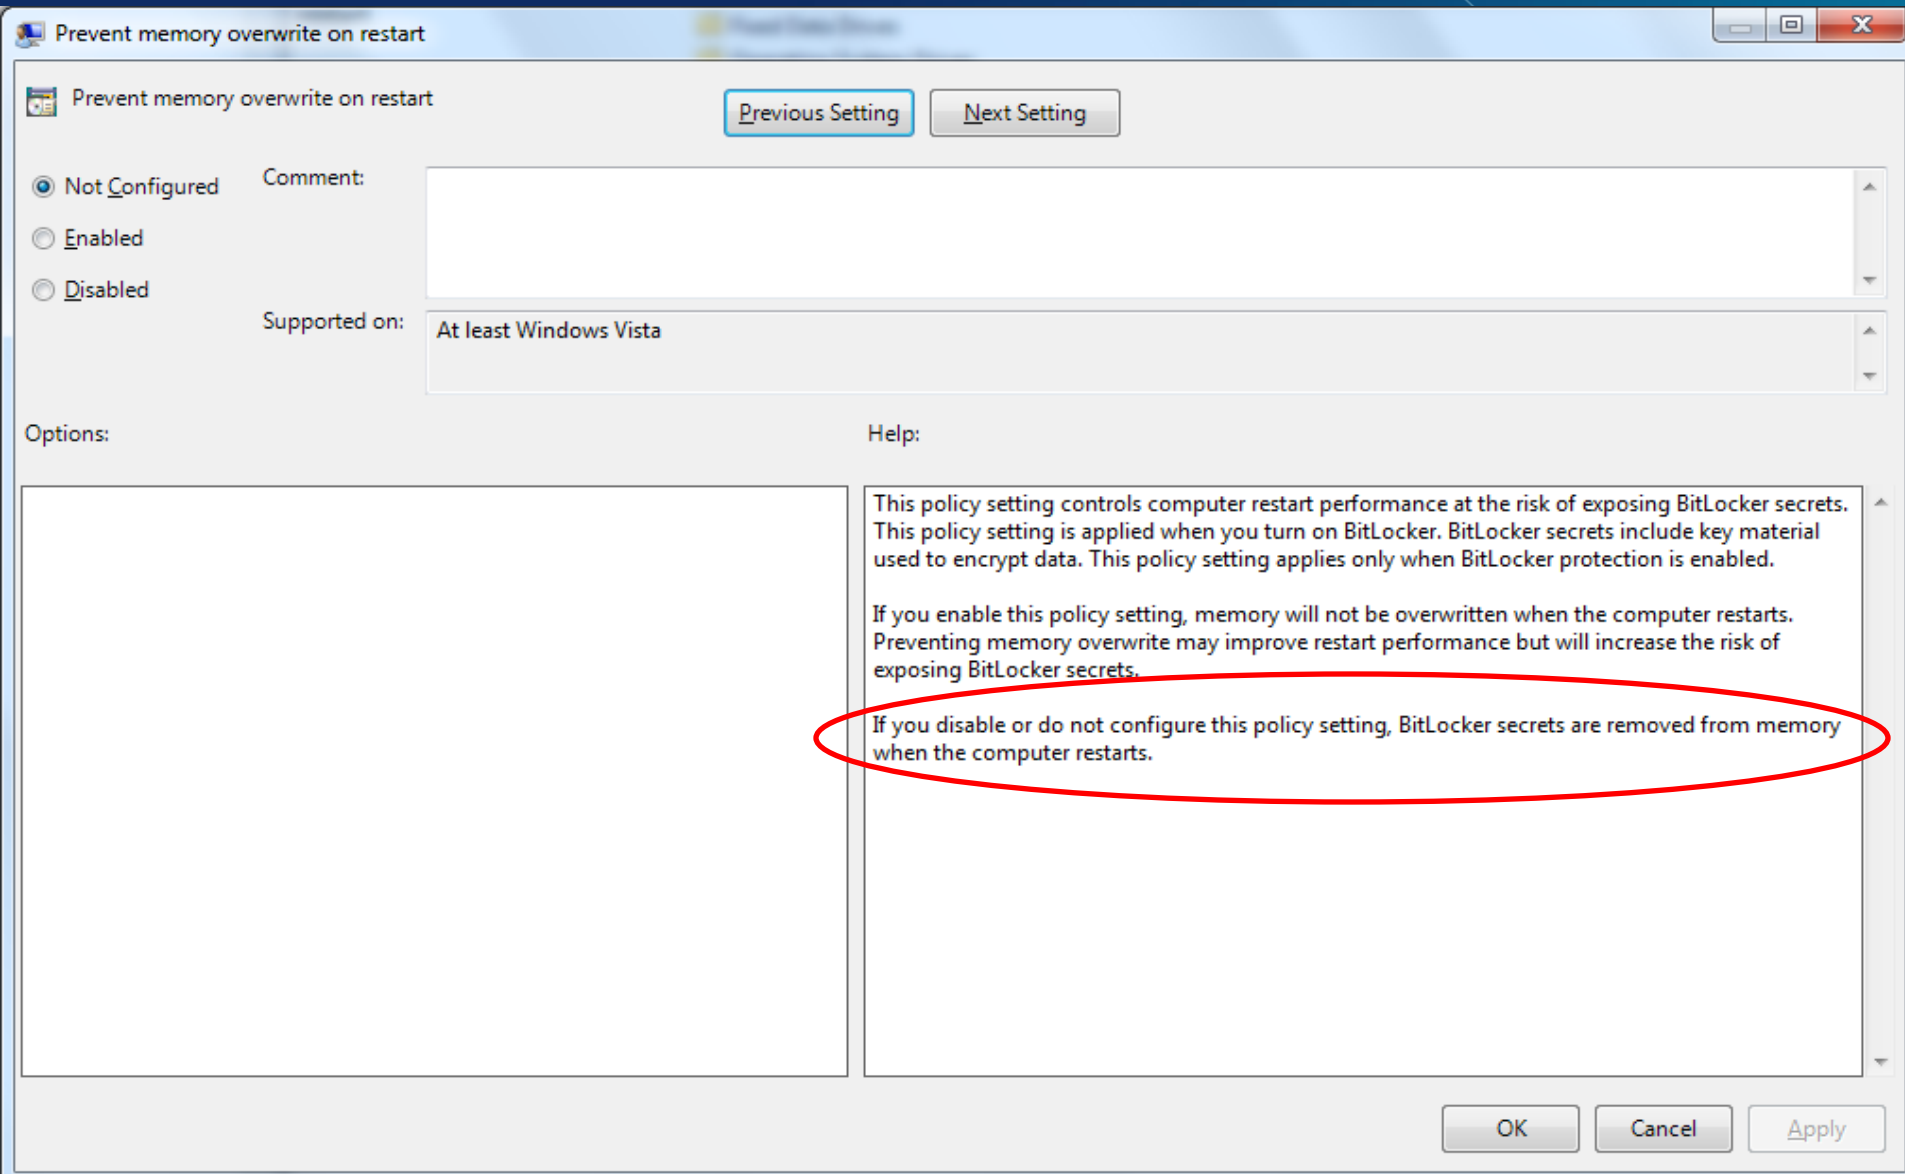 Prevent memory overwrite on restart
Prevent memory overwrite on restart
Previous Setting
Next Setting
Not Configured
Comment:
Enabled
Disabled
Supported on:
At least Windows Vista
Options:
Help:
This policy setting controls computer restart performance at the risk of exposing BitLocker secrets.
This policy setting is applied when you turn on BitLocker. BitLocker secrets include key material
used to encrypt data. This policy setting applies only when BitLocker protection is enabled.
If you enable this policy setting, memory will not be overwritten when the computer restarts.
Preventing memory overwrite may improve restart performance but will increase the risk of
exposing BitLocker secrets.
If you disable or do not configure this policy setting, BitLocker secrets are removed from memory
when the computer restarts.
OK
Cancel
Apply